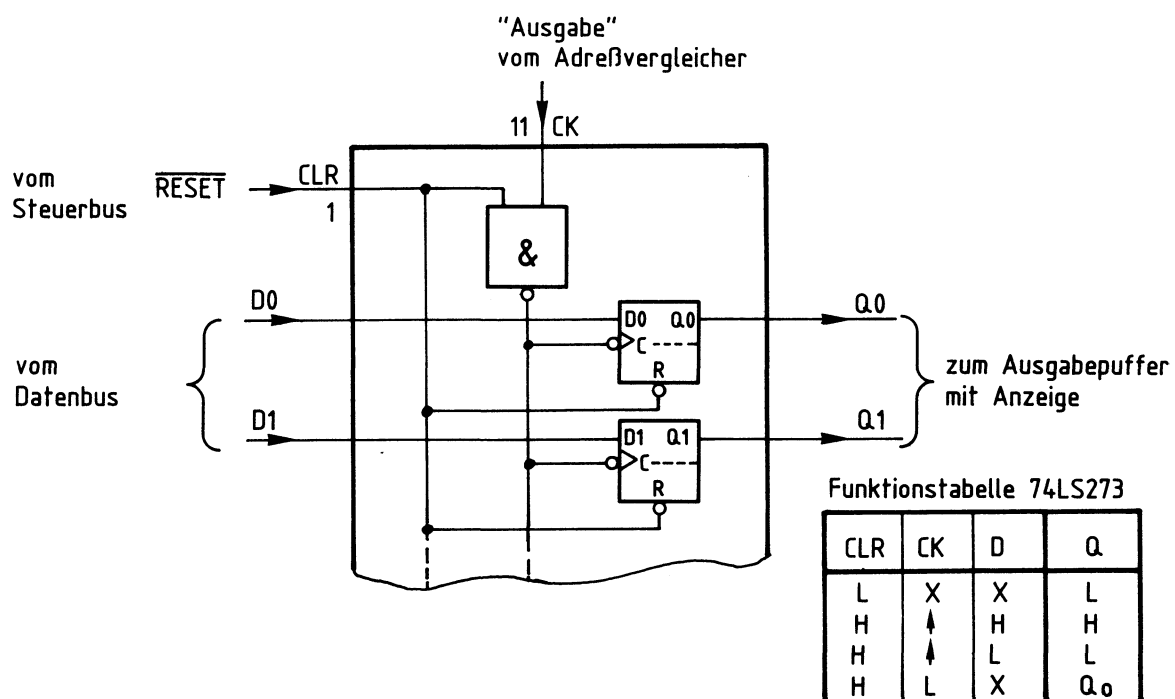 "Ausgabe"
vom Adreßvergleicher
11 CK
vom
Steuerbus
RESET
CLR
1
&
D0
D0 Q0
C
R
Q0
vom
Datenbus
zum Ausgabepuffer
mit Anzeige
D1
D1 Q1
C
R
Q1
Funktionstabelle 74LS273
CLR CK D Q
L X X L
H ↑ H H
H ↑ L L
H L X Q0